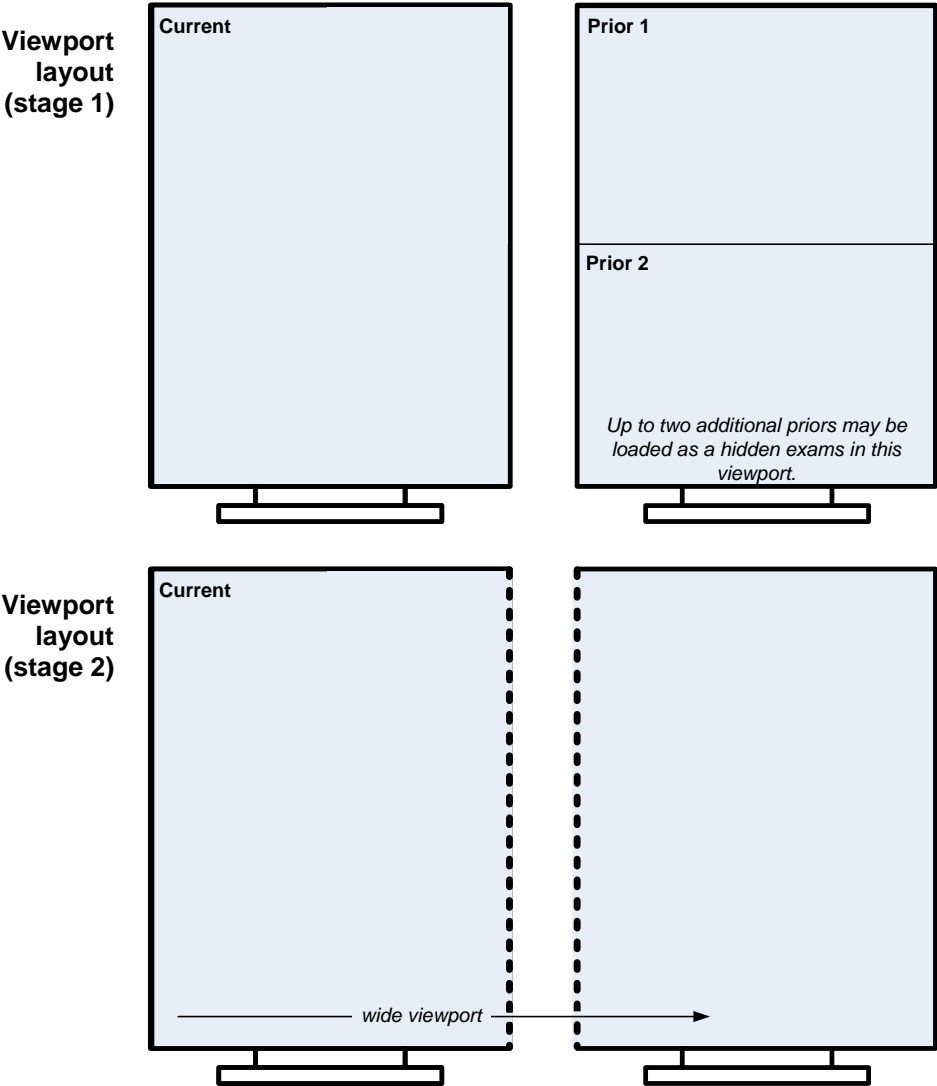 Viewport
layout
(stage 1)
Current
Prior 1
Prior 2
Up to two additional priors may be
loaded as a hidden exams in this
viewport.
Viewport
layout
(stage 2)
Current
wide viewport